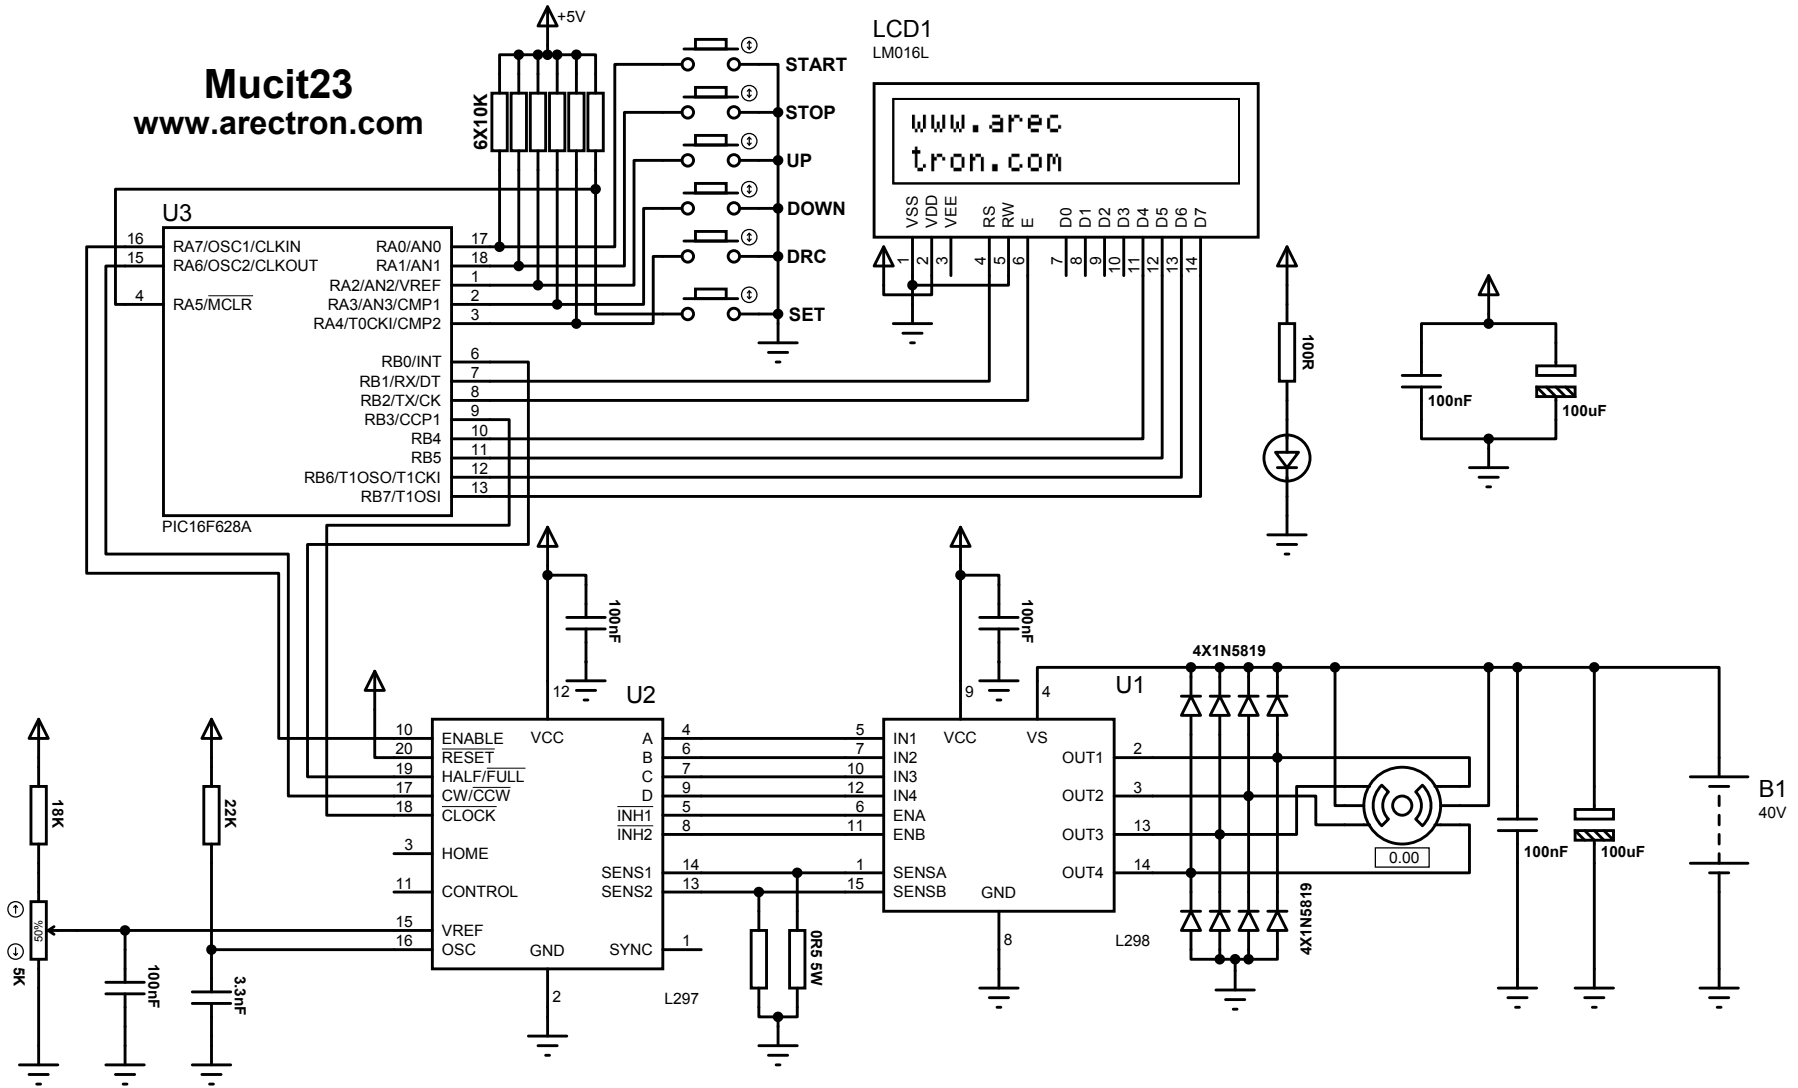 Mucit23
www.arectron.com
+5V
6X10K
START
STOP
UP
DOWN
DRC
SET
LCD1
LM016L
www.arec
tron.com
VSS VDD VEE RS RW E D0 D1 D2 D3 D4 D5 D6 D7
1 2 3 4 5 6 7 8 9 10 11 12 13 14
U3
16 RA7/OSC1/CLKIN
15 RA6/OSC2/CLKOUT
4 RA5/MCLR
RA0/AN0 17
RA1/AN1 18
RA2/AN2/VREF 1
RA3/AN3/CMP1 2
RA4/T0CKI/CMP2 3
RB0/INT 6
RB1/RX/DT 7
RB2/TX/CK 8
RB3/CCP1 9
RB4 10
RB5 11
RB6/T1OSO/T1CKI 12
RB7/T1OSI 13
PIC16F628A
100R
100nF
100uF
100nF
100nF
18K
50%
5K
100nF
22K
3.3nF
U2
12
VCC
10 ENABLE
20 RESET
19 HALF/FULL
17 CW/CCW
18 CLOCK
3 HOME
11 CONTROL
15 VREF
16 OSC
A 4
B 6
C 7
D 9
INH1 5
INH2 8
SENS1 14
SENS2 13
SYNC 1
GND
2
L297
0R5 5W
U1
9
4
VCC
VS
5 IN1
7 IN2
10 IN3
12 IN4
6 ENA
11 ENB
1 SENSA
15 SENSB
OUT1 2
OUT2 3
OUT3 13
OUT4 14
GND
8
L298
4X1N5819
4X1N5819
0.00
100nF
100uF
B1
40V